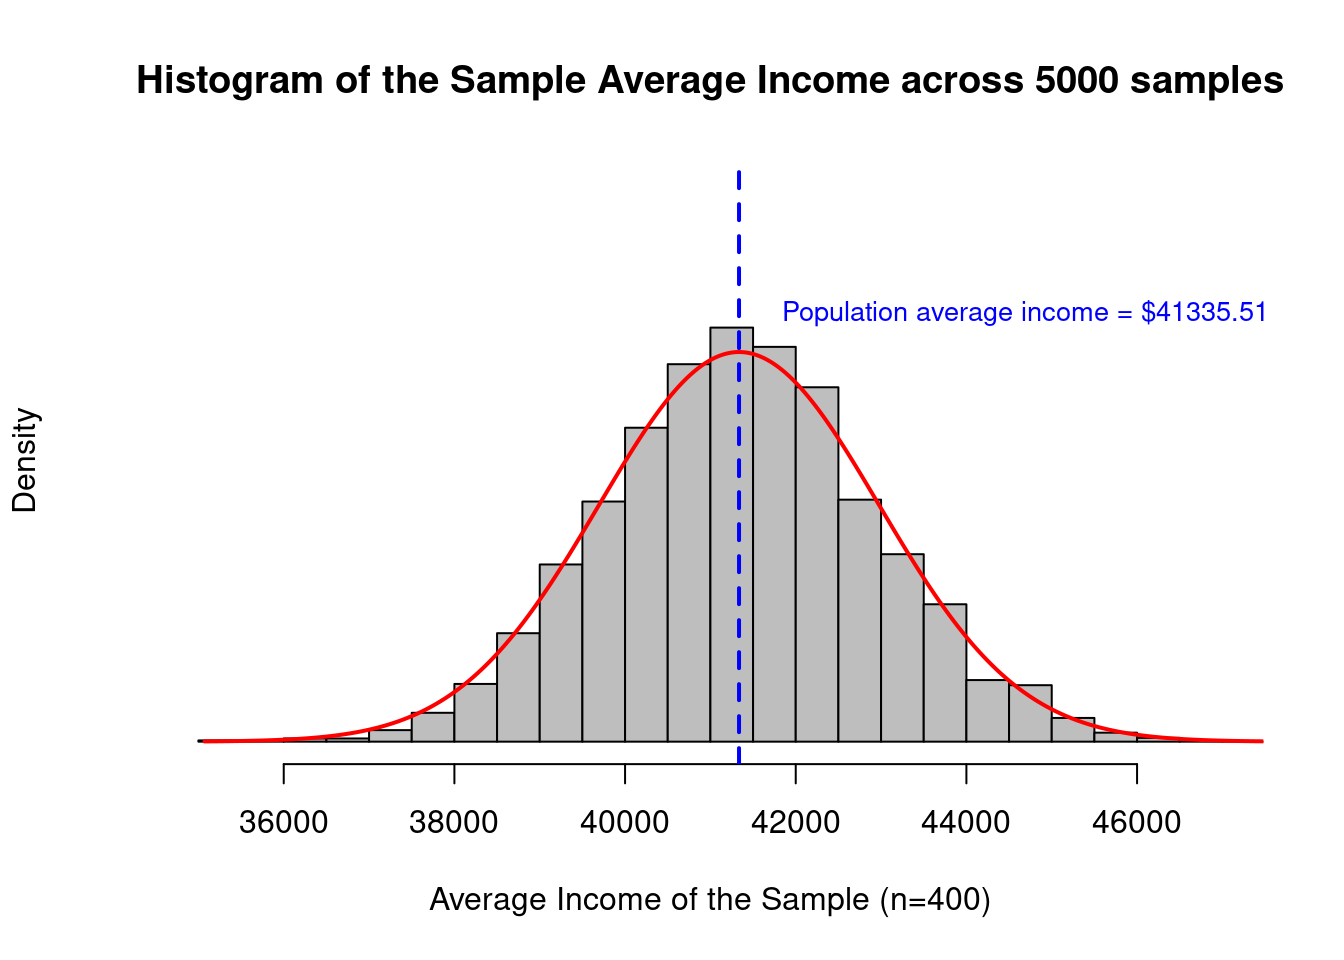 Histogram of the Sample Average Income across 5000 samples
Population average income = $41335.51
Density
36000 38000 40000 42000 44000 46000
Average Income of the Sample (n=400)